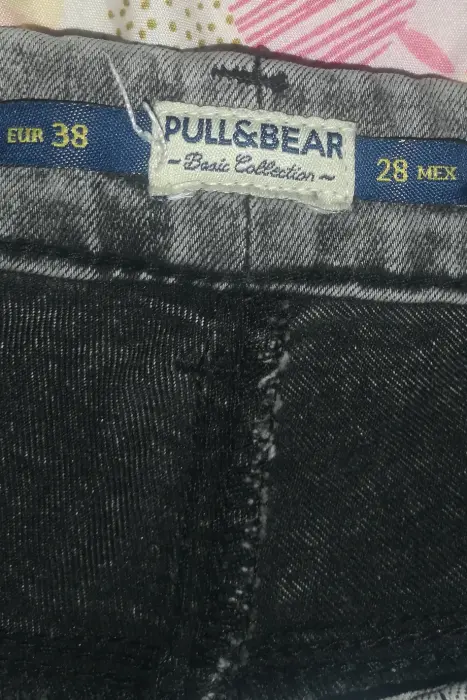 EUR 38
PULL&BEAR
~ Basic Collection ~
28 MEX